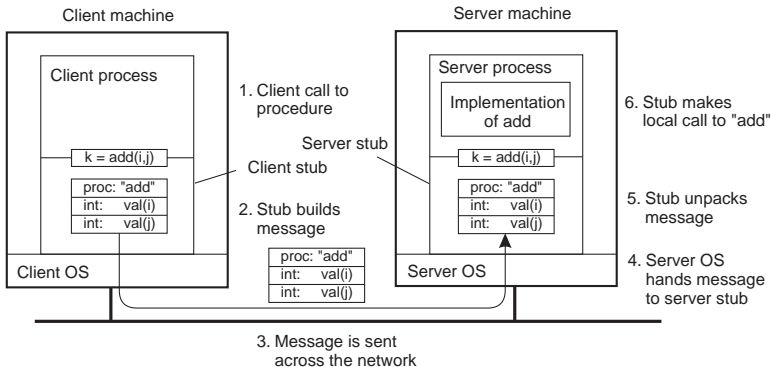 Client machine
Server machine
Client process
1. Client call to
procedure
Server process
Implementation
of add
6. Stub makes
local call to "add"
Server stub
k = add(i,j)
k = add(i,j)
Client stub
proc: "add"
int: val(i)
int: val(j)
proc: "add"
int: val(i)
int: val(j)
2. Stub builds
message
5. Stub unpacks
message
proc: "add"
int: val(i)
int: val(j)
Client OS
Server OS
4. Server OS
hands message
to server stub
3. Message is sent
across the network